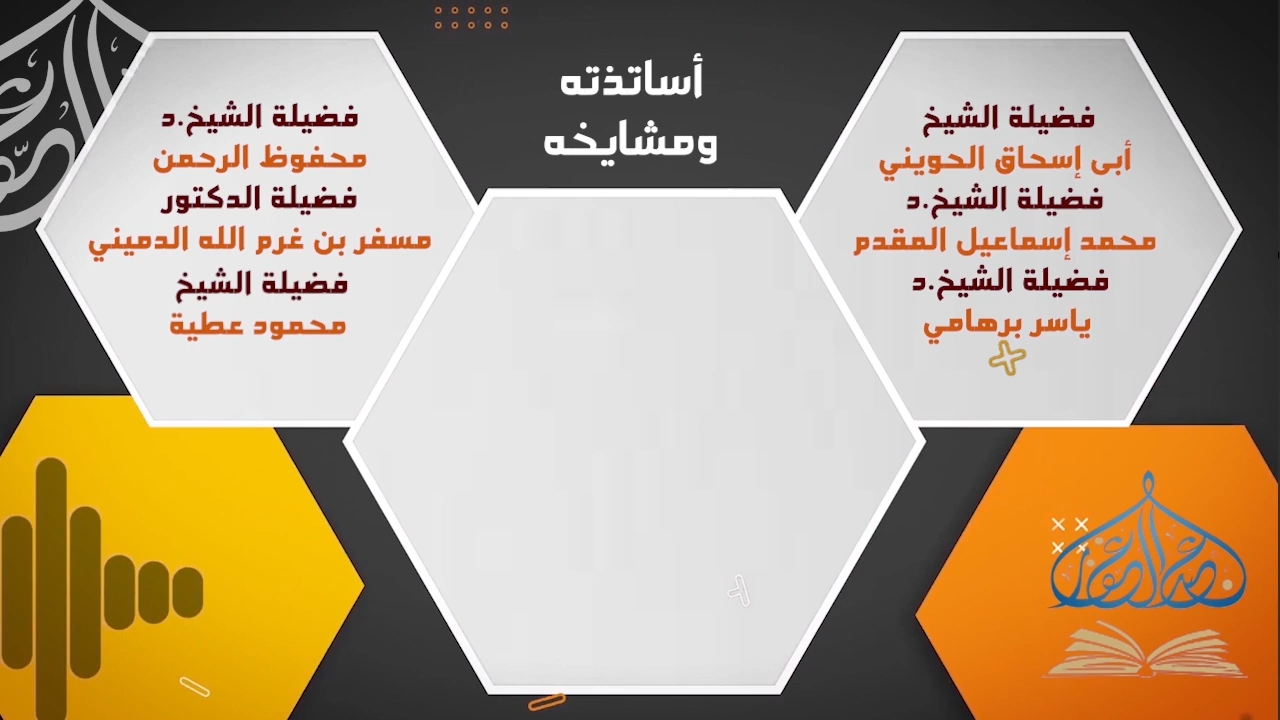 أساتذته
ومشايخه
فضيلة الشيخ
أبى إسحاق الحويني
فضيلة الشيخ.د
محمد إسماعيل المقدم
فضيلة الشيخ.د
ياسر برهامي
فضيلة الشيخ.د
محفوظ الرحمن
فضيلة الدكتور
مسفر بن غرم الله الدميني
فضيلة الشيخ
محمود عطية